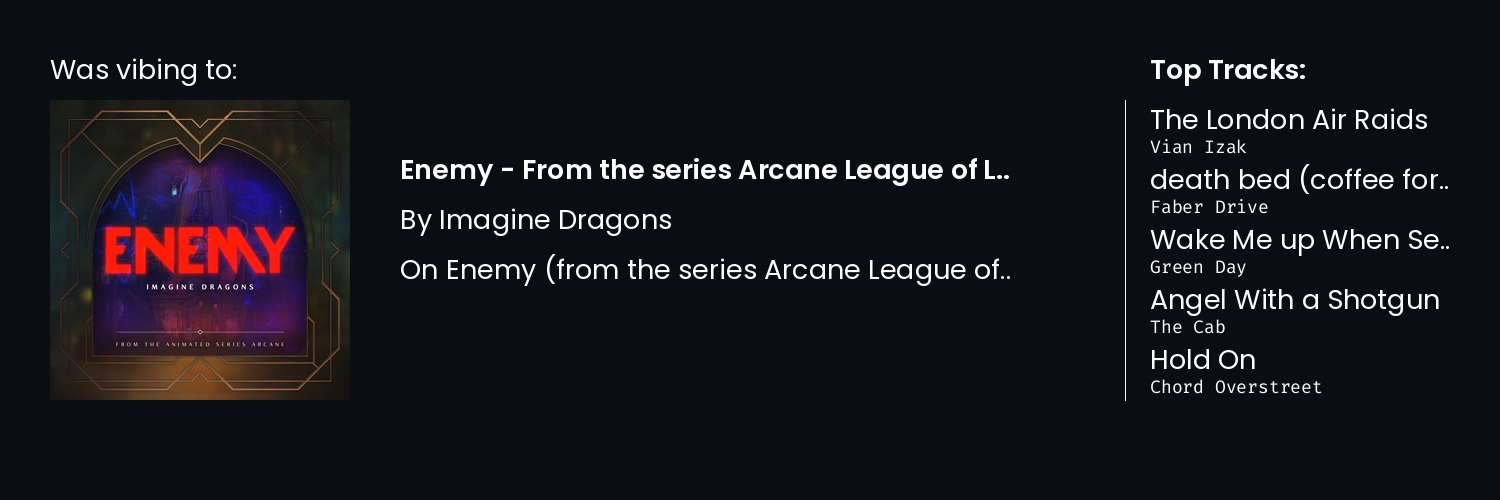 Was vibing to:
ENEMY
IMAGINE DRAGONS
FROM THE ANIMATED SERIES ARCANE
Enemy - From the series Arcane League of L..
By Imagine Dragons
On Enemy (from the series Arcane League of..
Top Tracks:
The London Air Raids
Vian Izak
death bed (coffee for..
Faber Drive
Wake Me up When Se..
Green Day
Angel With a Shotgun
The Cab
Hold On
Chord Overstreet